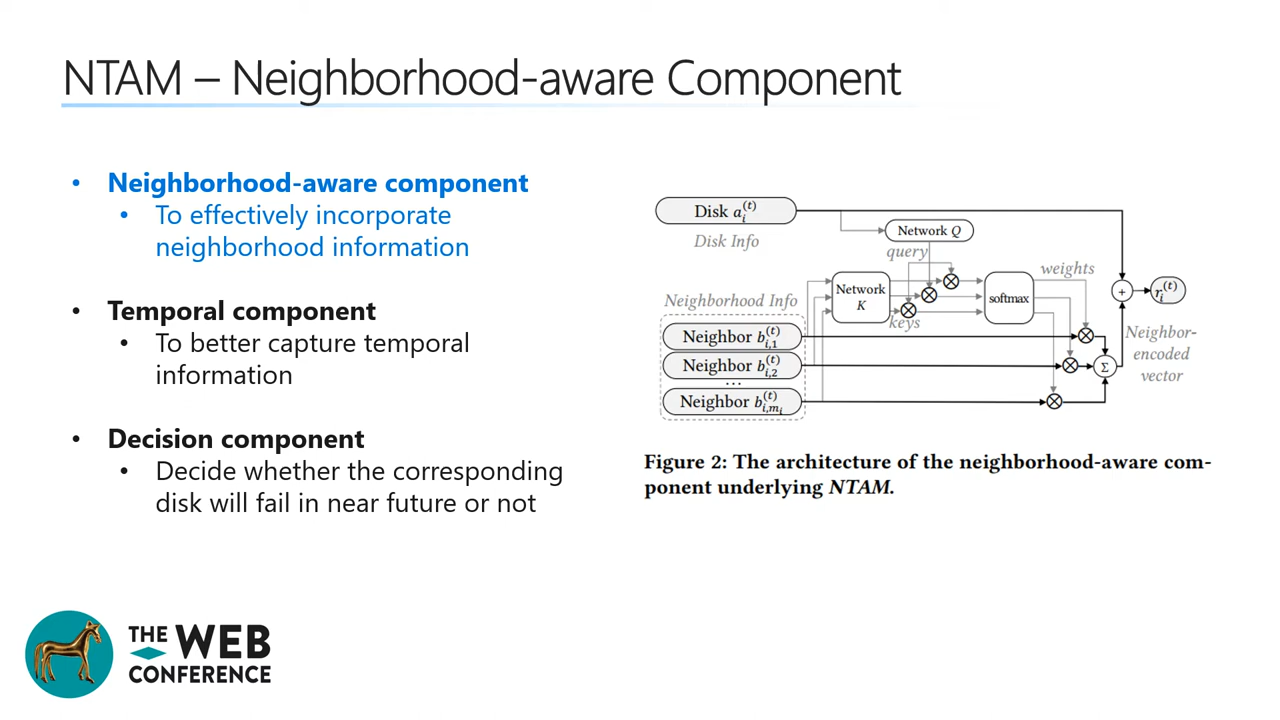 NTAM – Neighborhood-aware Component
• Neighborhood-aware component
• To effectively incorporate
neighborhood information
• Temporal component
• To better capture temporal
information
• Decision component
• Decide whether the corresponding
disk will fail in near future or not
Disk a_i^(t)
Disk Info
Network Q
query
weights
Network
K
softmax
keys
+
r_i^(t)
Neighborhood Info
Neighbor b_{i,1}^(t)
Neighbor b_{i,2}^(t)
...
Neighbor b_{i,m_i}^(t)
Σ
Neighbor-
encoded
vector
Figure 2: The architecture of the neighborhood-aware com-
ponent underlying NTAM.
THE WEB
CONFERENCE